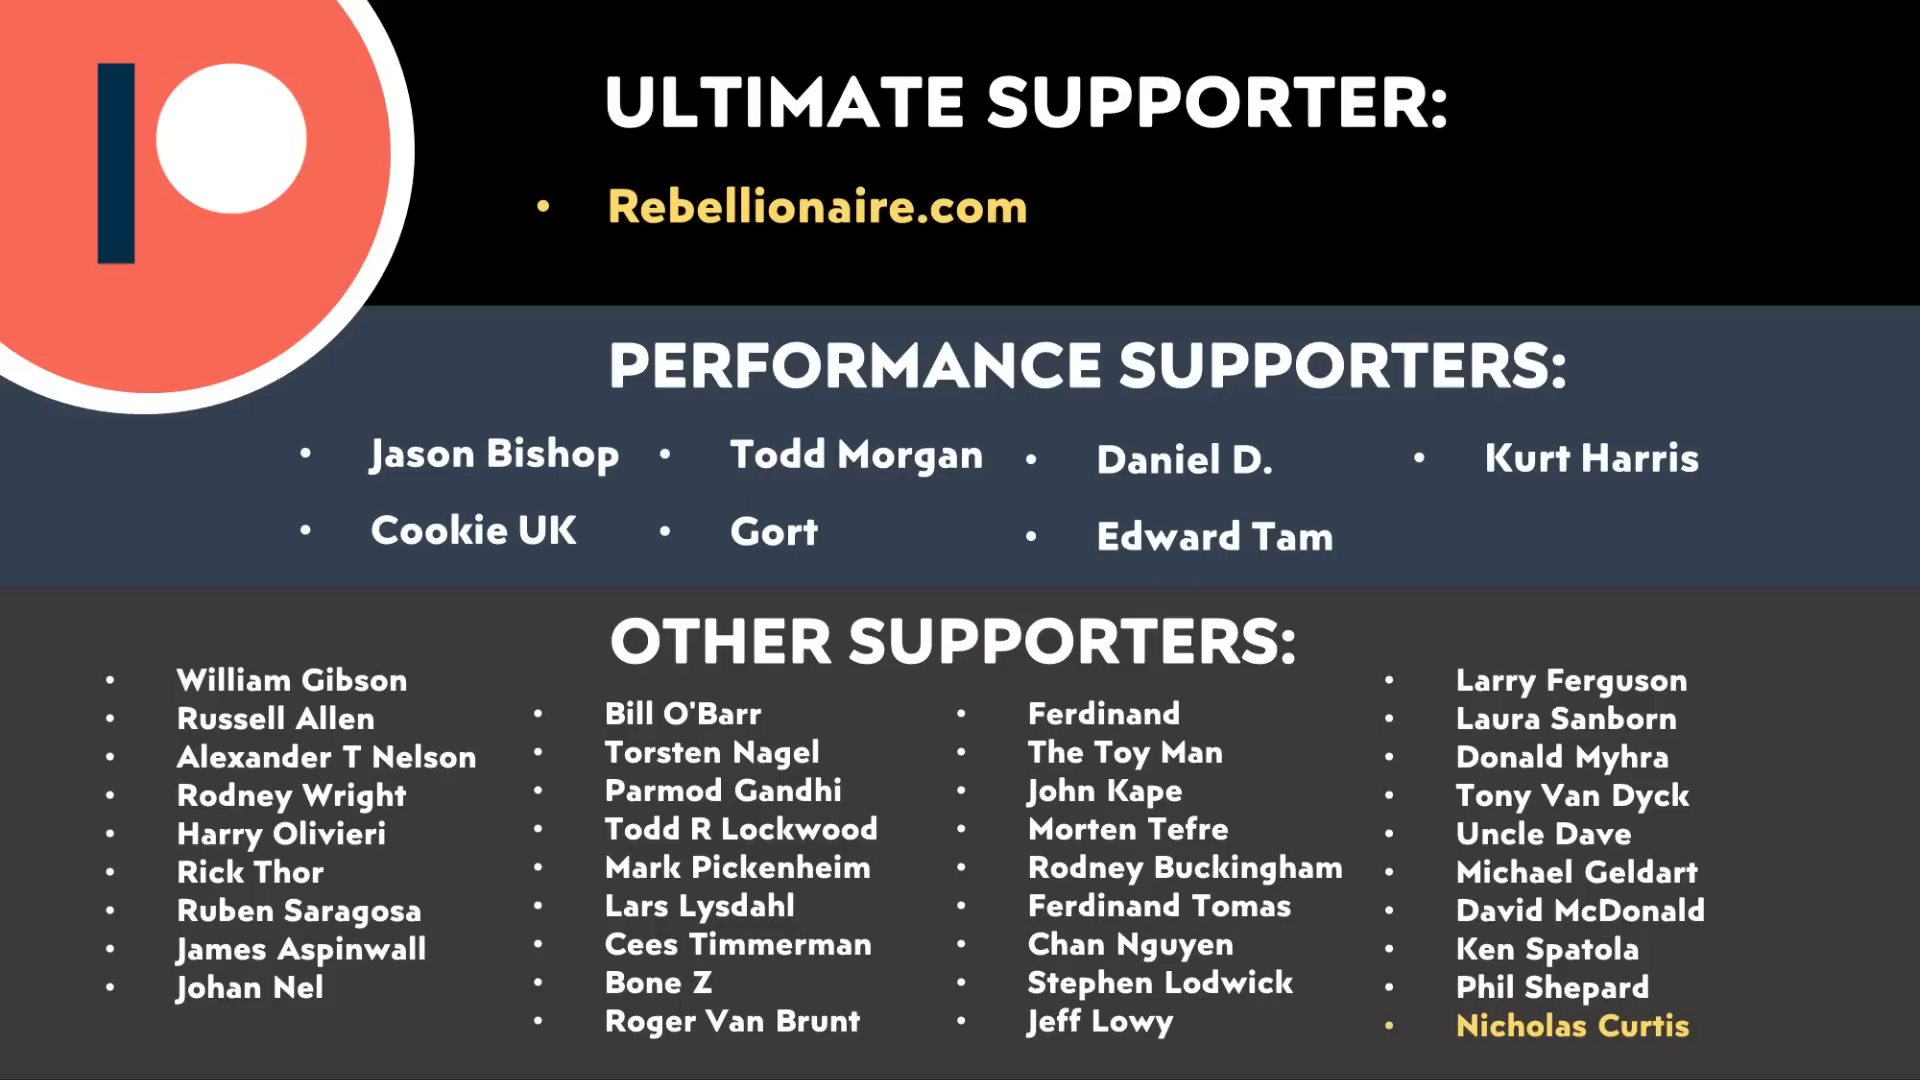 ULTIMATE SUPPORTER:
• Rebellionaire.com
PERFORMANCE SUPPORTERS:
• Jason Bishop
• Cookie UK
• Todd Morgan
• Gort
• Daniel D.
• Edward Tam
• Kurt Harris
OTHER SUPPORTERS:
• William Gibson
• Russell Allen
• Alexander T Nelson
• Rodney Wright
• Harry Olivieri
• Rick Thor
• Ruben Saragosa
• James Aspinwall
• Johan Nel
• Bill O'Barr
• Torsten Nagel
• Parmod Gandhi
• Todd R Lockwood
• Mark Pickenheim
• Lars Lysdahl
• Cees Timmerman
• Bone Z
• Roger Van Brunt
• Ferdinand
• The Toy Man
• John Kape
• Morten Tefre
• Rodney Buckingham
• Ferdinand Tomas
• Chan Nguyen
• Stephen Lodwick
• Jeff Lowy
• Larry Ferguson
• Laura Sanborn
• Donald Myhra
• Tony Van Dyck
• Uncle Dave
• Michael Geldart
• David McDonald
• Ken Spatola
• Phil Shepard
• Nicholas Curtis